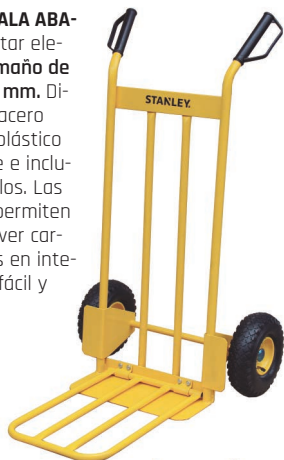 ALA ABA-
tar ele-
maño de
mm. Di-
acero
plástico
e e inclu-
los. Las
permiten
ver car-
s en inte-
fácil y
STANLEY.